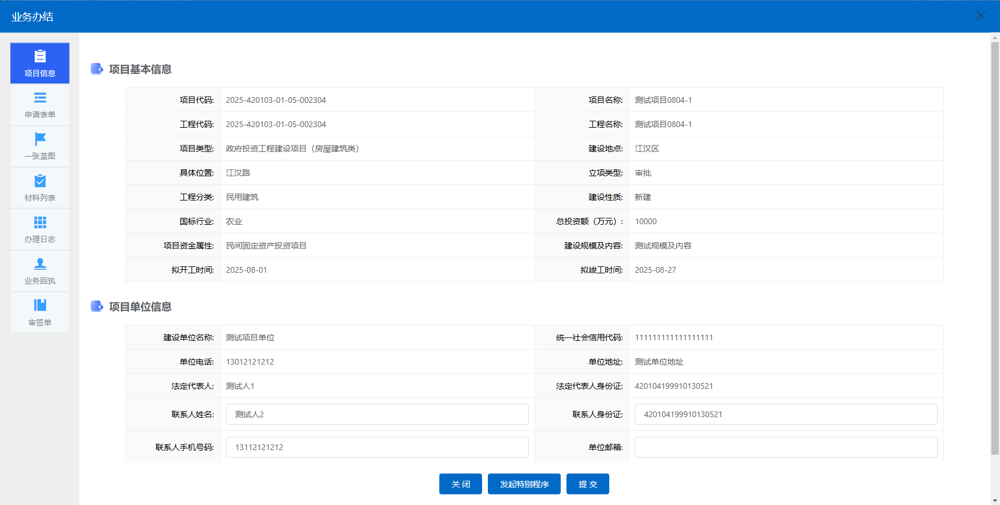 业务办结
项目信息
申请表单
一张蓝图
材料列表
办理日志
业务回执
审签单
项目基本信息
项目代码: 2025-420103-01-05-002304 项目名称: 测试项目0804-1
工程代码: 2025-420103-01-05-002304 工程名称: 测试项目0804-1
项目类型: 政府投资工程建设项目（房屋建筑类） 建设地点: 江汉区
具体位置: 江汉路 立项类型: 审批
工程分类: 民用建筑 建设性质: 新建
国标行业: 农业 总投资额（万元）: 10000
项目资金属性: 民间固定资产投资项目 建设规模及内容: 测试规模及内容
拟开工时间: 2025-08-01 拟竣工时间: 2025-08-27
项目单位信息
建设单位名称: 测试项目单位 统一社会信用代码: 111111111111111111
单位电话: 13012121212 单位地址: 测试单位地址
法定代表人: 测试人1 法定代表人身份证: 420104199910130521
联系人姓名: 测试人2 联系人身份证: 420104199910130521
联系人手机号码: 13112121212 单位邮箱:
关 闭 发起特别程序 提 交